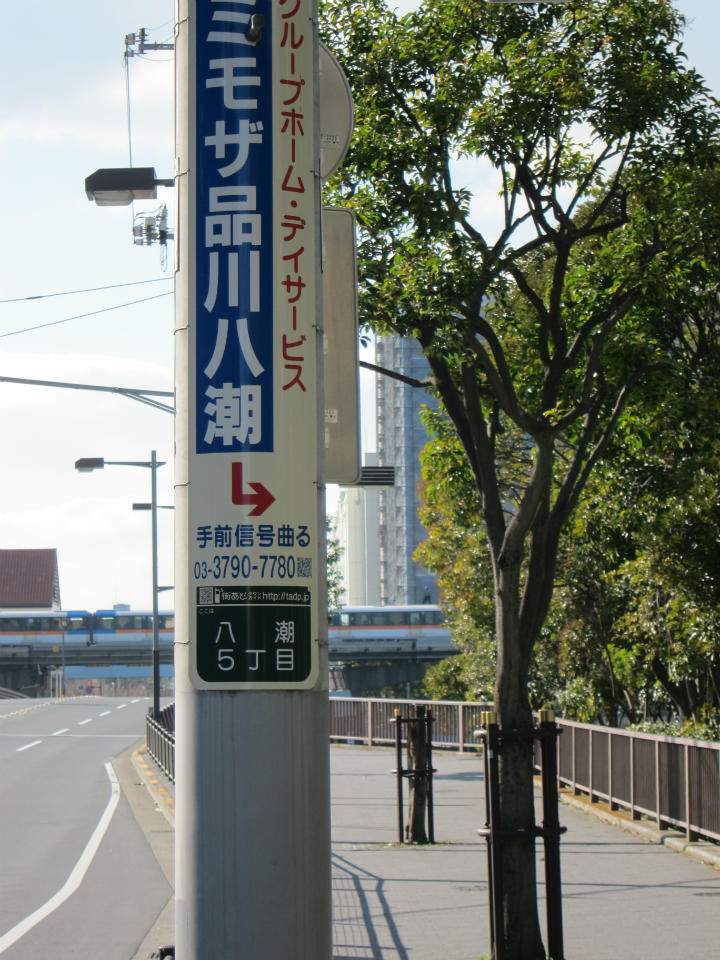 グループホーム・デイサービス
ミモザ品川八潮
手前信号曲る
03-3790-7780
街あど http://tadp.jp
ここは
八潮
5丁目